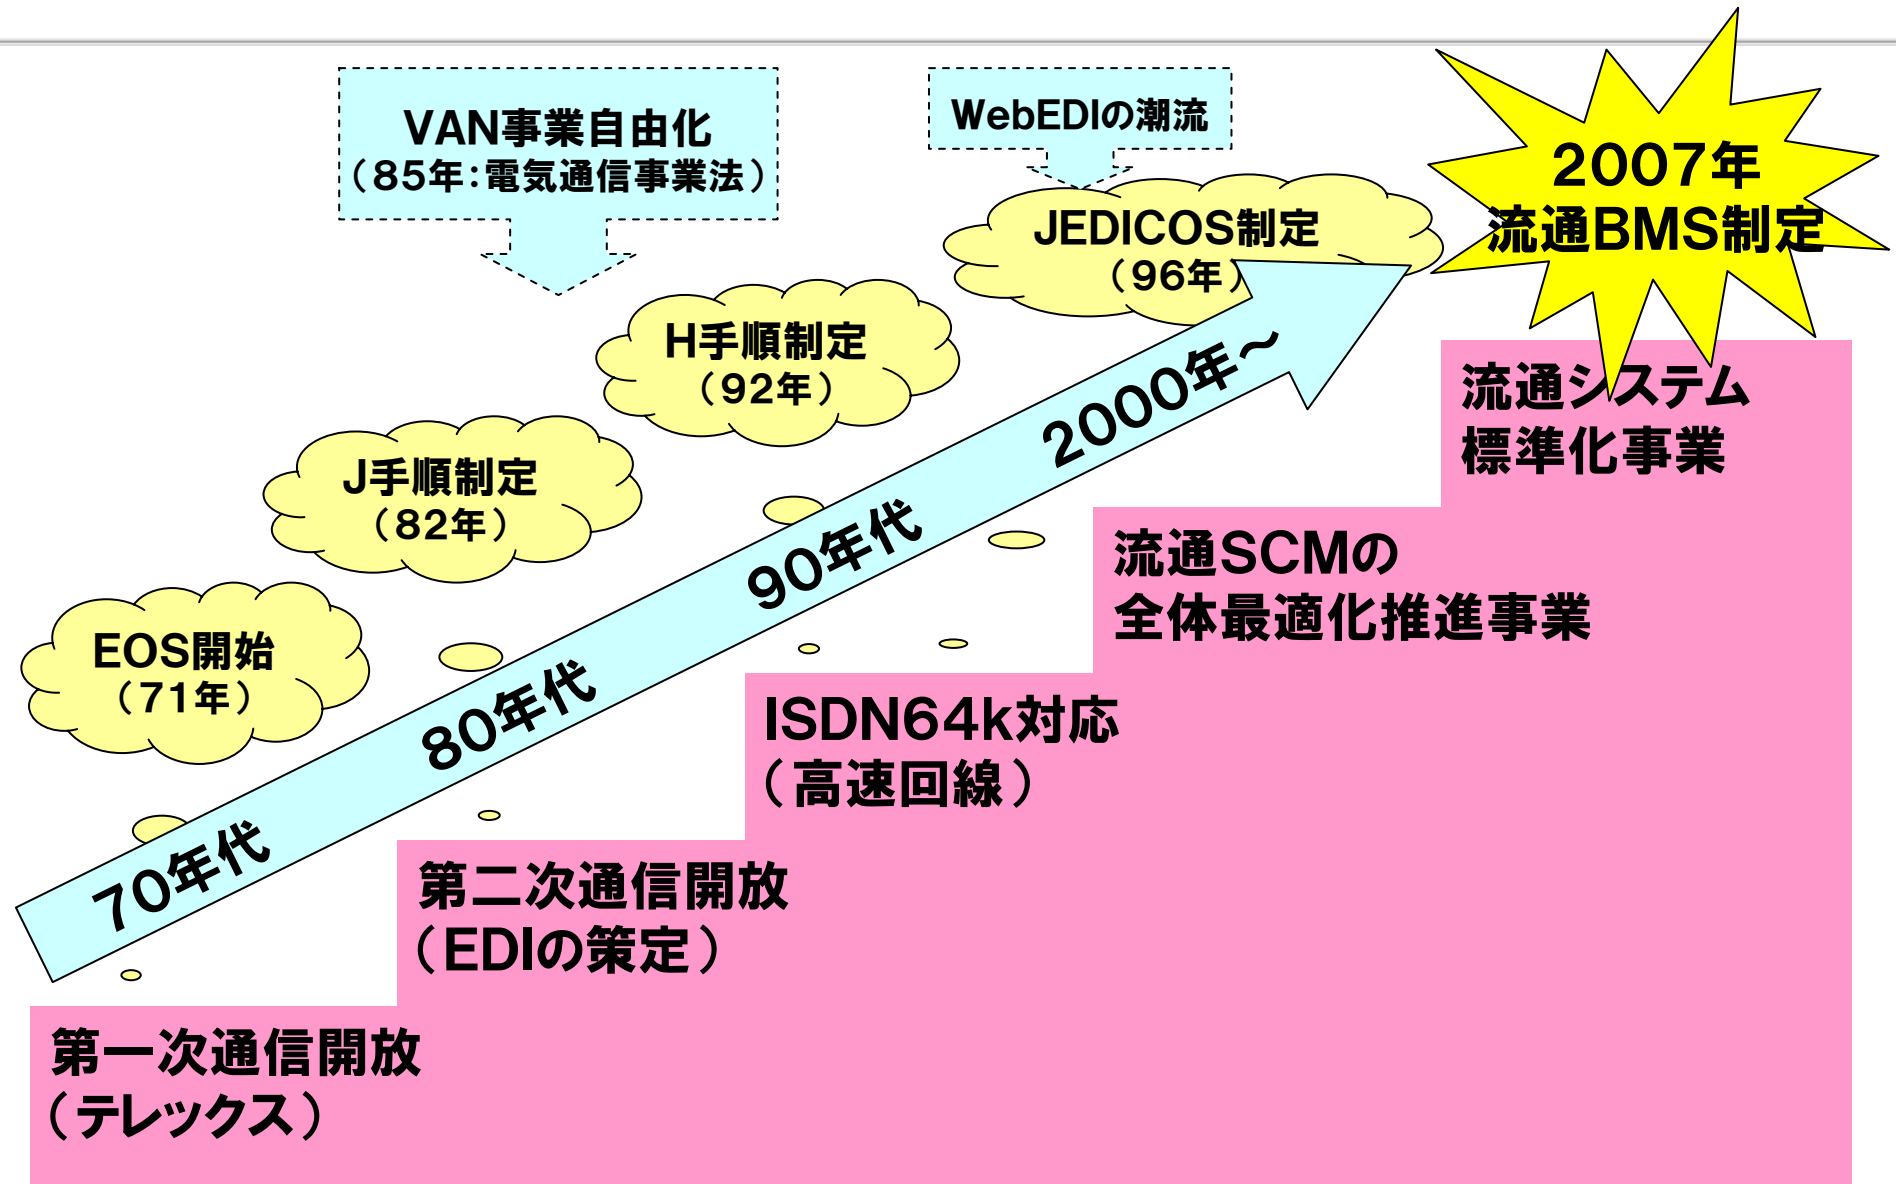 VAN事業自由化
（85年：電気通信事業法）
WebEDIの潮流
2007年
流通BMS制定
JEDICOS制定
（96年）
H手順制定
（92年）
J手順制定
（82年）
EOS開始
（71年）
70年代
80年代
90年代
2000年～
流通システム
標準化事業
流通SCMの
全体最適化推進事業
ISDN64k対応
（高速回線）
第二次通信開放
（EDIの策定）
第一次通信開放
（テレックス）